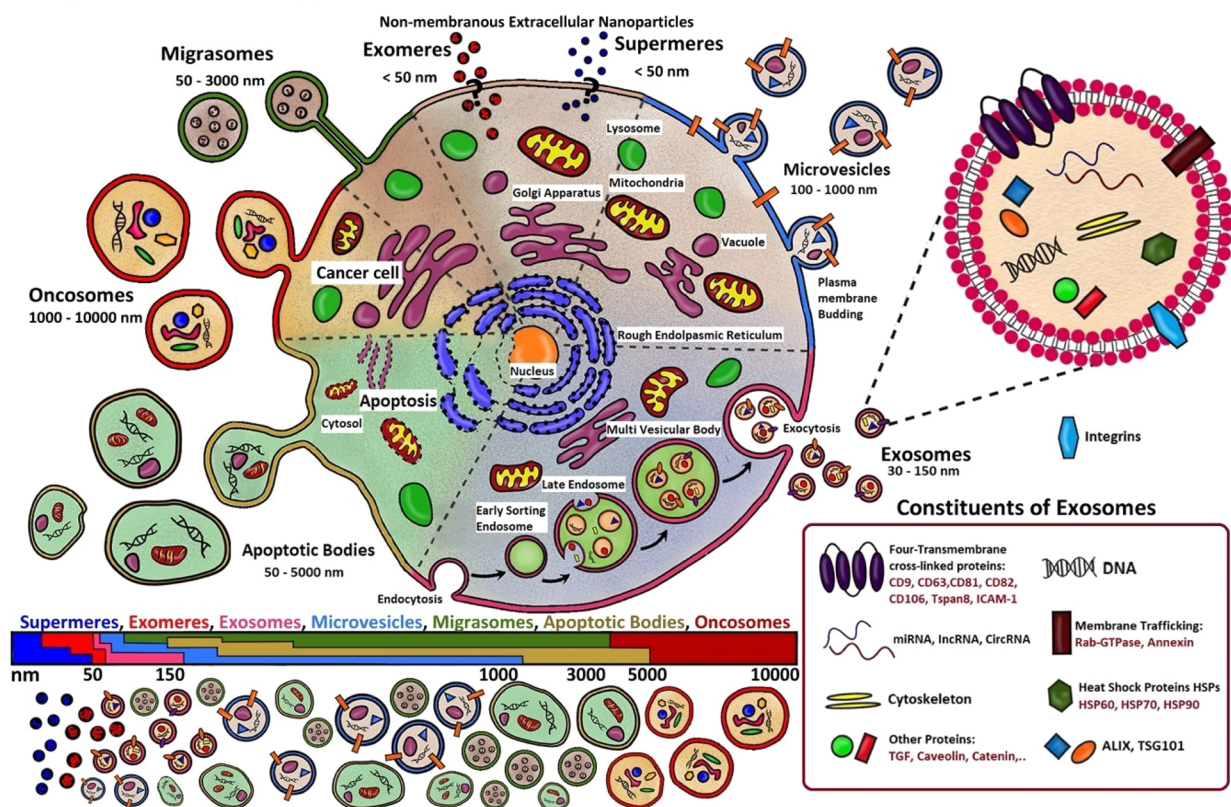 Non-membranous Extracellular Nanoparticles
Migrasomes
50 - 3000 nm
Exomeres
< 50 nm
Supermeres
< 50 nm
?
?
Lysosome
Golgi Apparatus
Mitochondria
Microvesicles
100 - 1000 nm
Vacuole
Cancer cell
Plasma
membrane
Budding
Oncosomes
1000 - 10000 nm
Rough Endolpasmic Reticulum
Nucleus
Apoptosis
Cytosol
Multi Vesicular Body
Exocytosis
Exosomes
30 - 150 nm
Integrins
Late Endosome
Early Sorting
Endosome
Apoptotic Bodies
50 - 5000 nm
Endocytosis
Constituents of Exosomes
Four-Transmembrane
cross-linked proteins:
CD9, CD63,CD81, CD82,
CD106, Tspan8, ICAM-1
DNA
miRNA, lncRNA, CircRNA
Membrane Trafficking:
Rab-GTPase, Annexin
Cytoskeleton
Heat Shock Proteins HSPs
HSP60, HSP70, HSP90
Other Proteins:
TGF, Caveolin, Catenin,..
ALIX, TSG101
Supermeres, Exomeres, Exosomes, Microvesicles, Migrasomes, Apoptotic Bodies, Oncosomes
nm 50 150 1000 3000 5000 10000